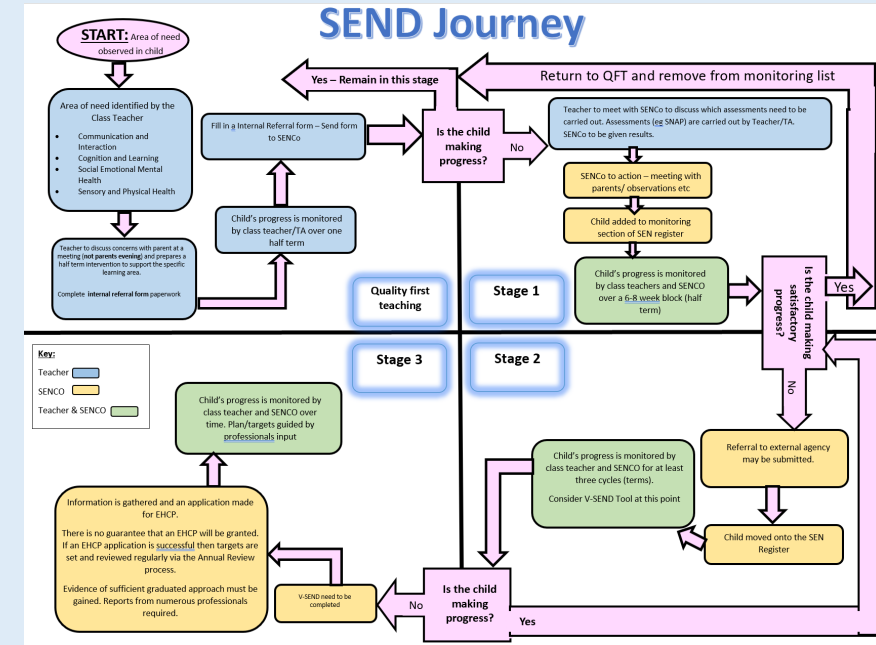 SEND Journey
START: Area of need
observed in child
Area of need identified by the
Class Teacher
• Communication and
Interaction
• Cognition and Learning
• Social Emotional Mental
Health
• Sensory and Physical Health
Teacher to discuss concerns with parent at a
meeting (not parents evening) and prepares a
half term intervention to support the specific
learning area.
Complete internal referral form paperwork
Child's progress is monitored
by class teacher/TA over one
half term
Fill in a Internal Referral form – Send form
to SENCo
Is the child
making
progress?
Yes – Remain in this stage
No
Return to QFT and remove from monitoring list
Teacher to meet with SENCo to discuss which assessments need to be
carried out. Assessments (eg SNAP) are carried out by Teacher/TA.
SENCo to be given results.
SENCo to action – meeting with
parents/ observations etc
Child added to monitoring
section of SEN register
Child's progress is monitored
by class teachers and SENCO
over a 6-8 week block (half
term)
Is the child making
satisfactory
progress?
Yes
No
Quality first
teaching
Stage 1
Stage 3
Stage 2
Key:
Teacher
SENCO
Teacher & SENCO
Referral to external agency
may be submitted.
Child moved onto the SEN
Register
Child's progress is monitored by
class teacher and SENCO for at least
three cycles (terms).
Consider V-SEND Tool at this point
Is the child
making
progress?
Yes
No
V-SEND need to be
completed
Information is gathered and an application made
for EHCP.
There is no guarantee that an EHCP will be granted.
If an EHCP application is successful then targets are
set and reviewed regularly via the Annual Review
process.
Evidence of sufficient graduated approach must be
gained. Reports from numerous professionals
required.
Child's progress is monitored by
class teacher and SENCO over
time. Plan/targets guided by
professionals input